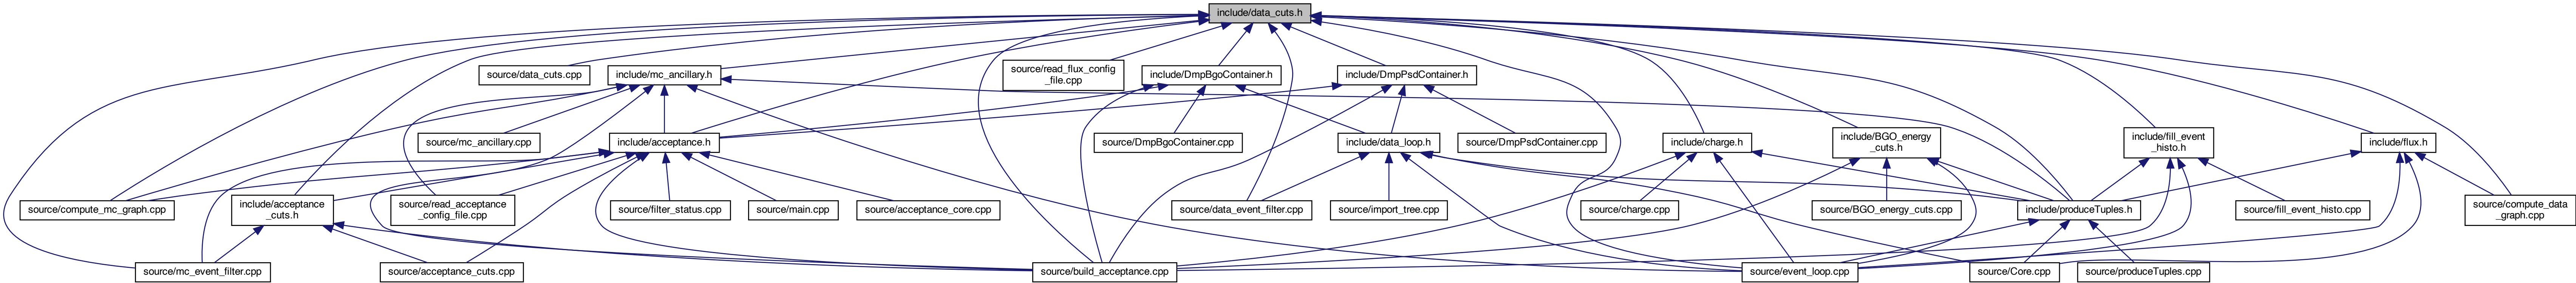 include/data_cuts.h
source/data_cuts.cpp
include/mc_ancillary.h
source/read_flux_config
_file.cpp
include/DmpBgoContainer.h
include/DmpPsdContainer.h
source/mc_ancillary.cpp
include/acceptance.h
source/DmpBgoContainer.cpp
include/data_loop.h
source/DmpPsdContainer.cpp
include/charge.h
include/BGO_energy
_cuts.h
include/fill_event
_histo.h
include/flux.h
source/compute_mc_graph.cpp
include/acceptance
_cuts.h
source/read_acceptance
_config_file.cpp
source/filter_status.cpp
source/main.cpp
source/acceptance_core.cpp
source/data_event_filter.cpp
source/import_tree.cpp
source/charge.cpp
source/BGO_energy_cuts.cpp
include/produceTuples.h
source/fill_event_histo.cpp
source/compute_data
_graph.cpp
source/mc_event_filter.cpp
source/acceptance_cuts.cpp
source/build_acceptance.cpp
source/event_loop.cpp
source/Core.cpp
source/produceTuples.cpp